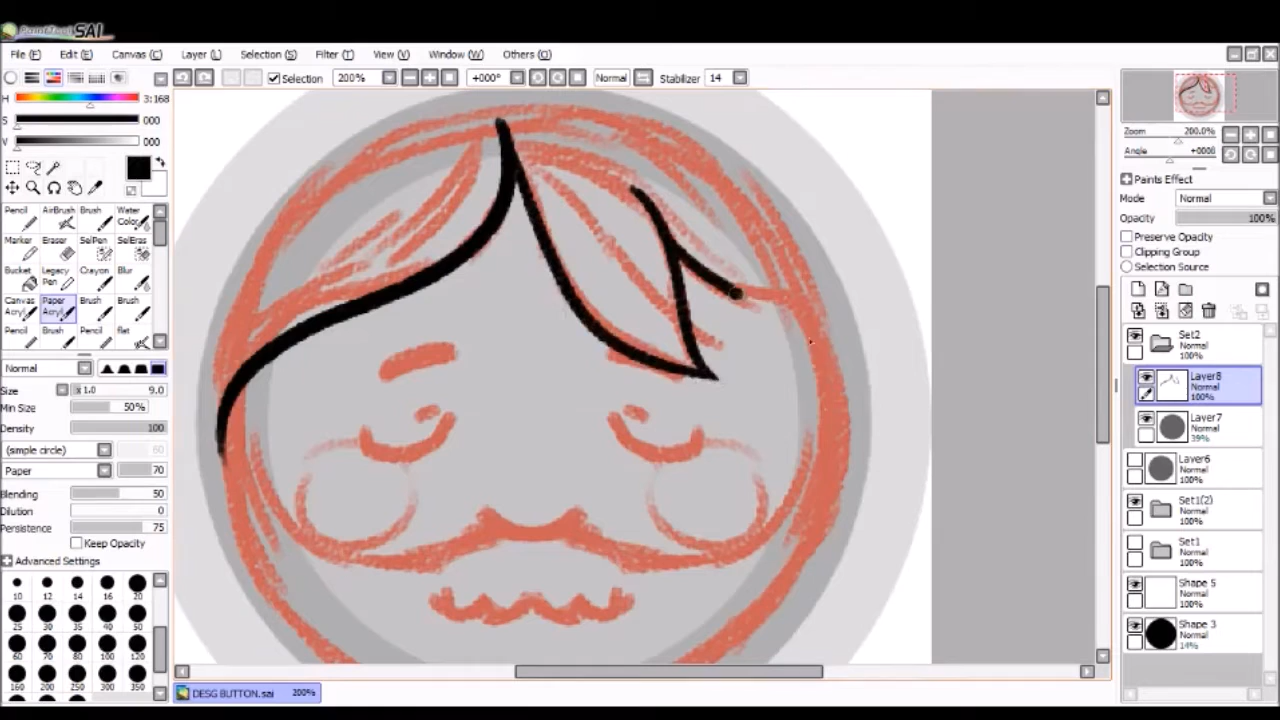 PaintTool SAI
File (F) Edit (E) Canvas (C) Layer (L) Selection (S) Filter (T) View (V) Window (W) Others (O)
Selection 200% +000° Normal Stabilizer 14
H 3:168
S 000
V 000
Zoom 200.0%
Angle +0008
Paints Effect
Mode Normal
Opacity 100%
Preserve Opacity
Clipping Group
Selection Source
Pencil AirBrush Brush Water
Color
Marker Eraser SelPen SelEras
Bucket Legacy Crayon Blur
Pen
Canvas Paper Brush Brush
Acryl Acryl
Pencil Brush Pencil flat
Normal
Size x 1.0 9.0
Min Size 50%
Density 100
(simple circle)
Paper 70
Blending 50
Dilution 0
Persistence 75
Keep Opacity
Advanced Settings
10 12 14 16 20
25 30 35 40 50
60 70 80 100 120
160 200 250 300 350
Set2
Normal
100%
Layer8
Normal
100%
Layer7
Normal
39%
Layer6
Normal
100%
Set1(2)
Normal
100%
Set1
Normal
100%
Shape 5
Normal
100%
Shape 3
Normal
14%
DESG BUTTON.sai 200%